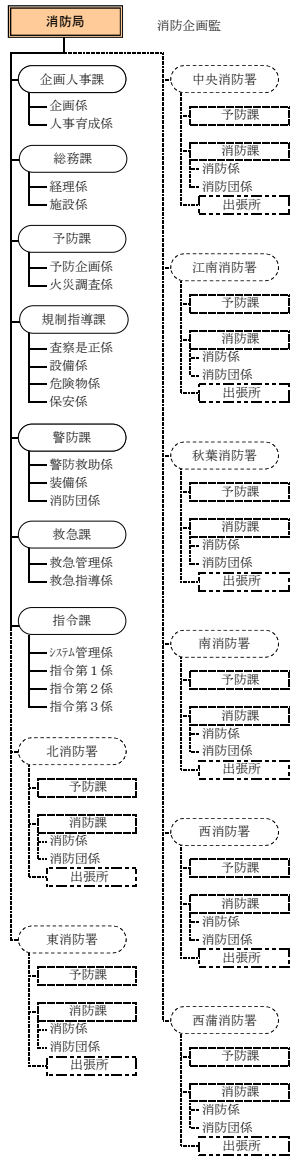 消防局
消防企画監
企画人事課
企画係
人事育成係
総務課
経理係
施設係
予防課
予防企画係
火災調査係
規制指導課
査察是正係
設備係
危険物係
保安係
警防課
警防救助係
装備係
消防団係
救急課
救急管理係
救急指導係
指令課
ｼｽﾃﾑ管理係
指令第１係
指令第２係
指令第３係
北消防署
予防課
消防課
消防係
消防団係
出張所
東消防署
予防課
消防課
消防係
消防団係
出張所
中央消防署
予防課
消防課
消防係
消防団係
出張所
江南消防署
予防課
消防課
消防係
消防団係
出張所
秋葉消防署
予防課
消防課
消防係
消防団係
出張所
南消防署
予防課
消防課
消防係
消防団係
出張所
西消防署
予防課
消防課
消防係
消防団係
出張所
西蒲消防署
予防課
消防課
消防係
消防団係
出張所